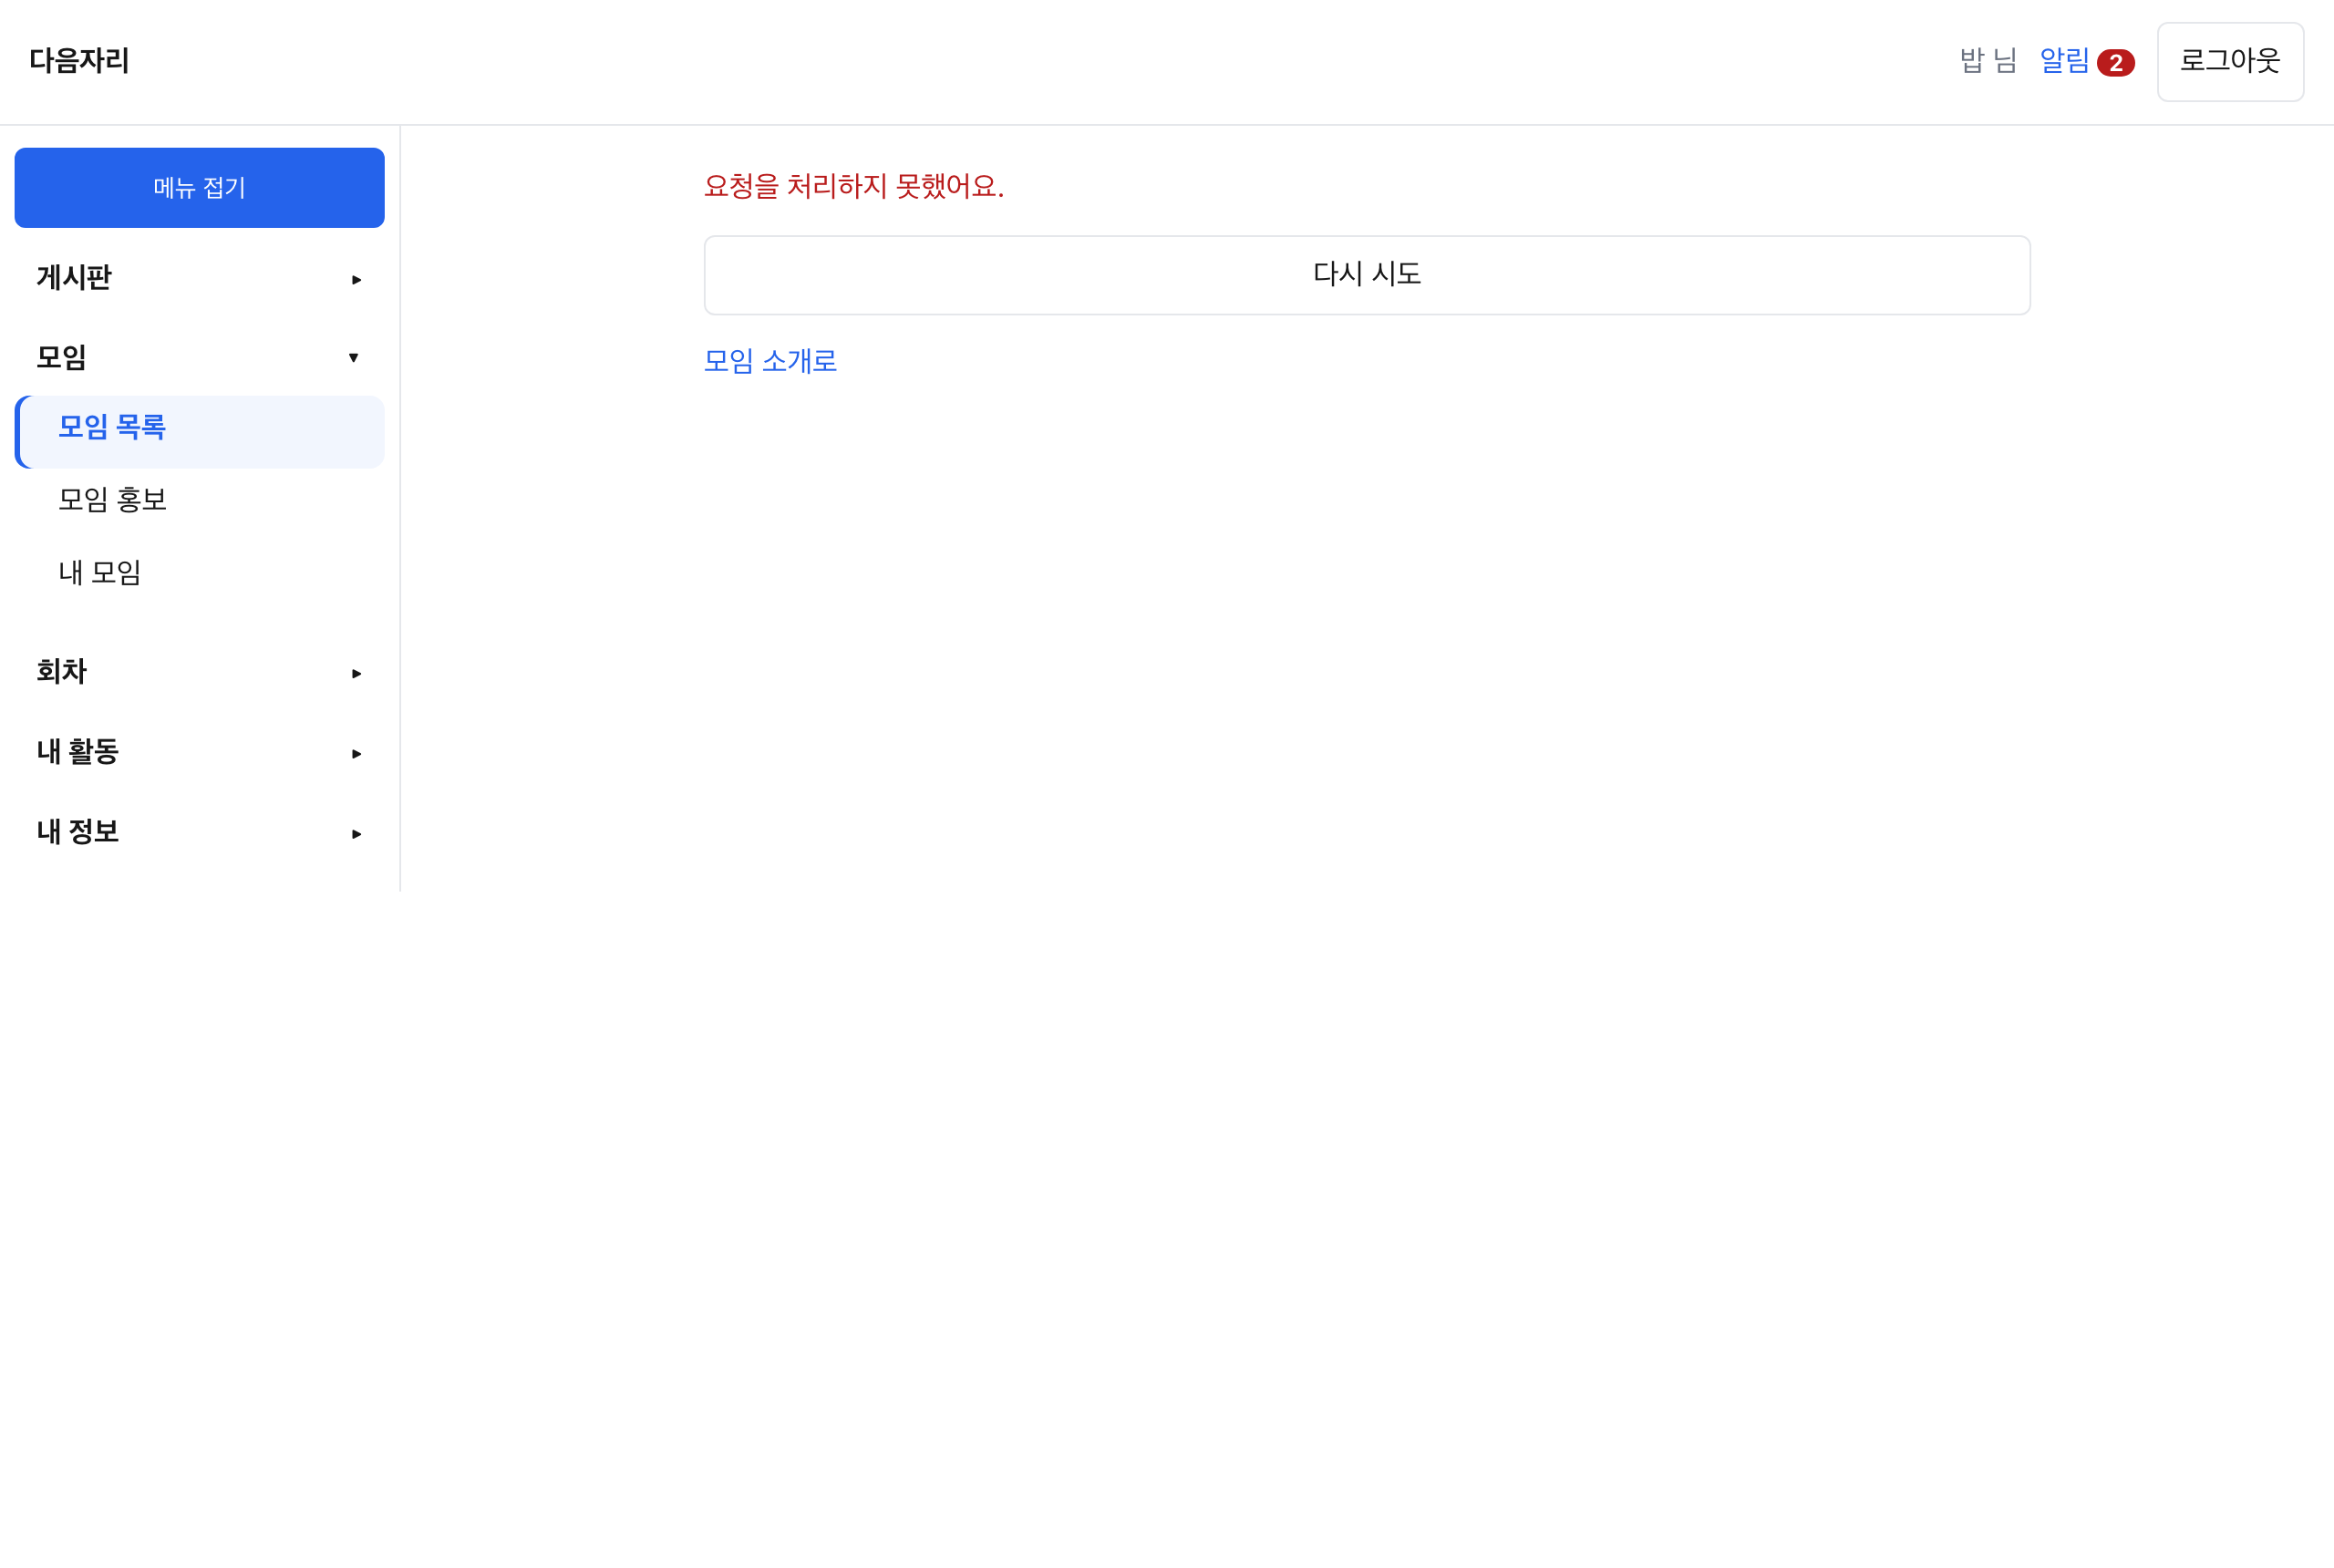 다음자리
밥 님 알림 2 로그아웃
메뉴 접기
게시판
모임
모임 목록
모임 홍보
내 모임
회차
내 활동
내 정보
요청을 처리하지 못했어요.
다시 시도
모임 소개로